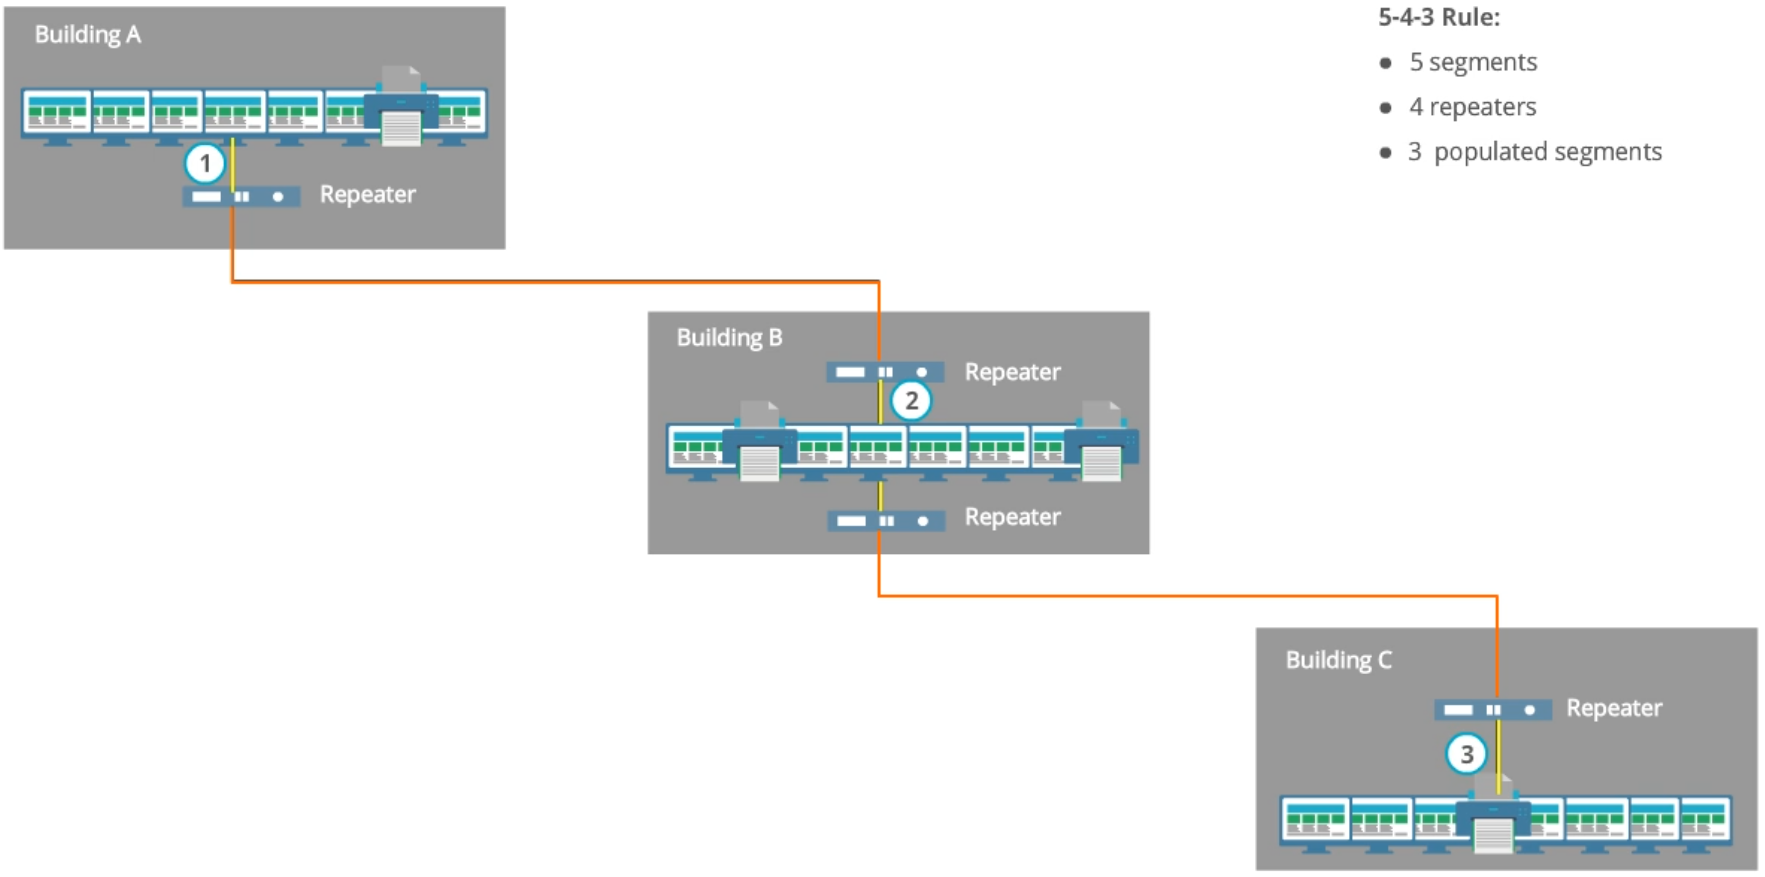 Building A
1
Repeater
5-4-3 Rule:
5 segments
4 repeaters
3 populated segments
Building B
Repeater
2
Repeater
Building C
Repeater
3